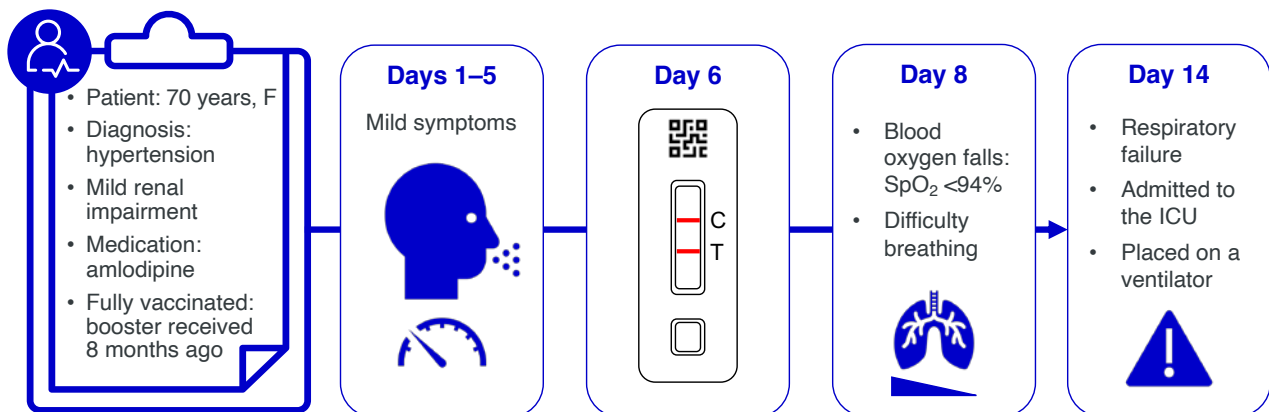 • Patient: 70 years, F
• Diagnosis:
hypertension
• Mild renal
impairment
• Medication:
amlodipine
• Fully vaccinated:
booster received
8 months ago
Days 1–5
Mild symptoms
Day 6
C
T
Day 8
• Blood
oxygen falls:
SpO₂ <94%
• Difficulty
breathing
Day 14
• Respiratory
failure
• Admitted to
the ICU
• Placed on a
ventilator